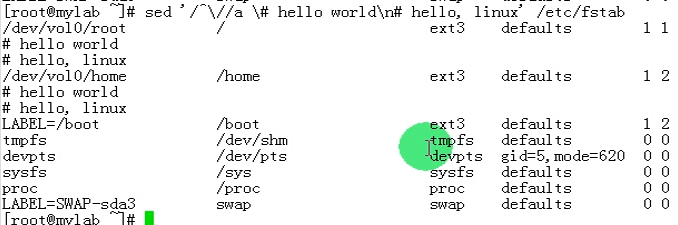 [root@mylab ~]# sed '/^\//a \# hello world\n# hello, linux' /etc/fstab
/dev/vol0/root / ext3 defaults 1 1
# hello world
# hello, linux
/dev/vol0/home /home ext3 defaults 1 2
# hello world
# hello, linux
LABEL=/boot /boot ext3 defaults 1 2
tmpfs /dev/shm tmpfs defaults 0 0
devpts /dev/pts devpts gid=5,mode=620 0 0
sysfs /sys sysfs defaults 0 0
proc /proc proc defaults 0 0
LABEL=SWAP-sda3 swap swap defaults 0 0
[root@mylab ~]#